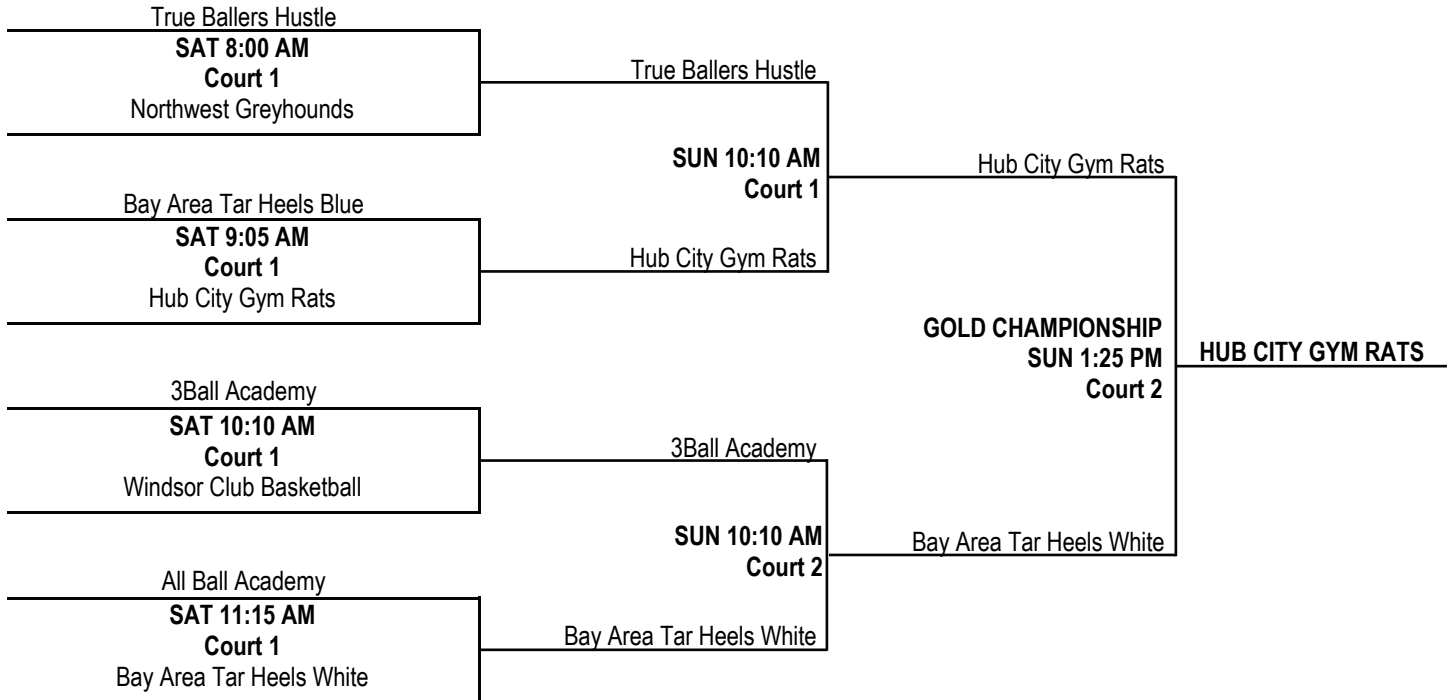 True Ballers Hustle
SAT 8:00 AM
Court 1
Northwest Greyhounds
Bay Area Tar Heels Blue
SAT 9:05 AM
Court 1
Hub City Gym Rats
3Ball Academy
SAT 10:10 AM
Court 1
Windsor Club Basketball
All Ball Academy
SAT 11:15 AM
Court 1
Bay Area Tar Heels White
True Ballers Hustle
SUN 10:10 AM
Court 1
Hub City Gym Rats
3Ball Academy
SUN 10:10 AM
Court 2
Bay Area Tar Heels White
Hub City Gym Rats
GOLD CHAMPIONSHIP
SUN 1:25 PM
Court 2
Bay Area Tar Heels White
HUB CITY GYM RATS